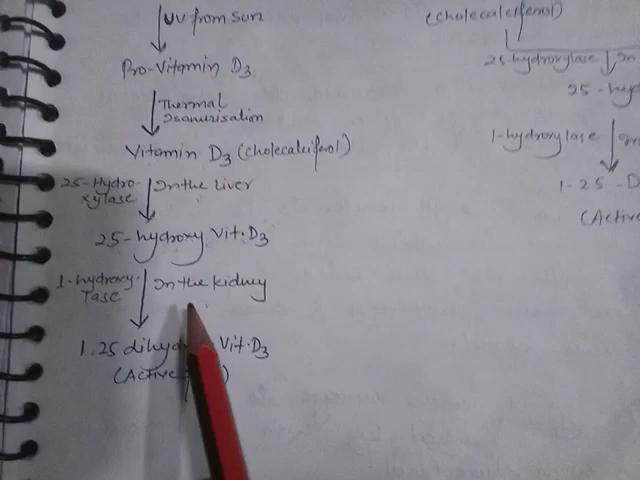 UV from Sun
Pro-Vitamin D3
Thermal
Isomerisation
Vitamin D3 (cholecalciferol)
25-Hydro-
xylase
In the Liver
25-hydroxy Vit.D3
1-hydroxy-
lase
In the kidney
1.25 dihyd Vit.D3
(Active
(cholecalciferol)
25-hydroxylase In
25-hyd
1-hydroxylase
1-25-D
(Active